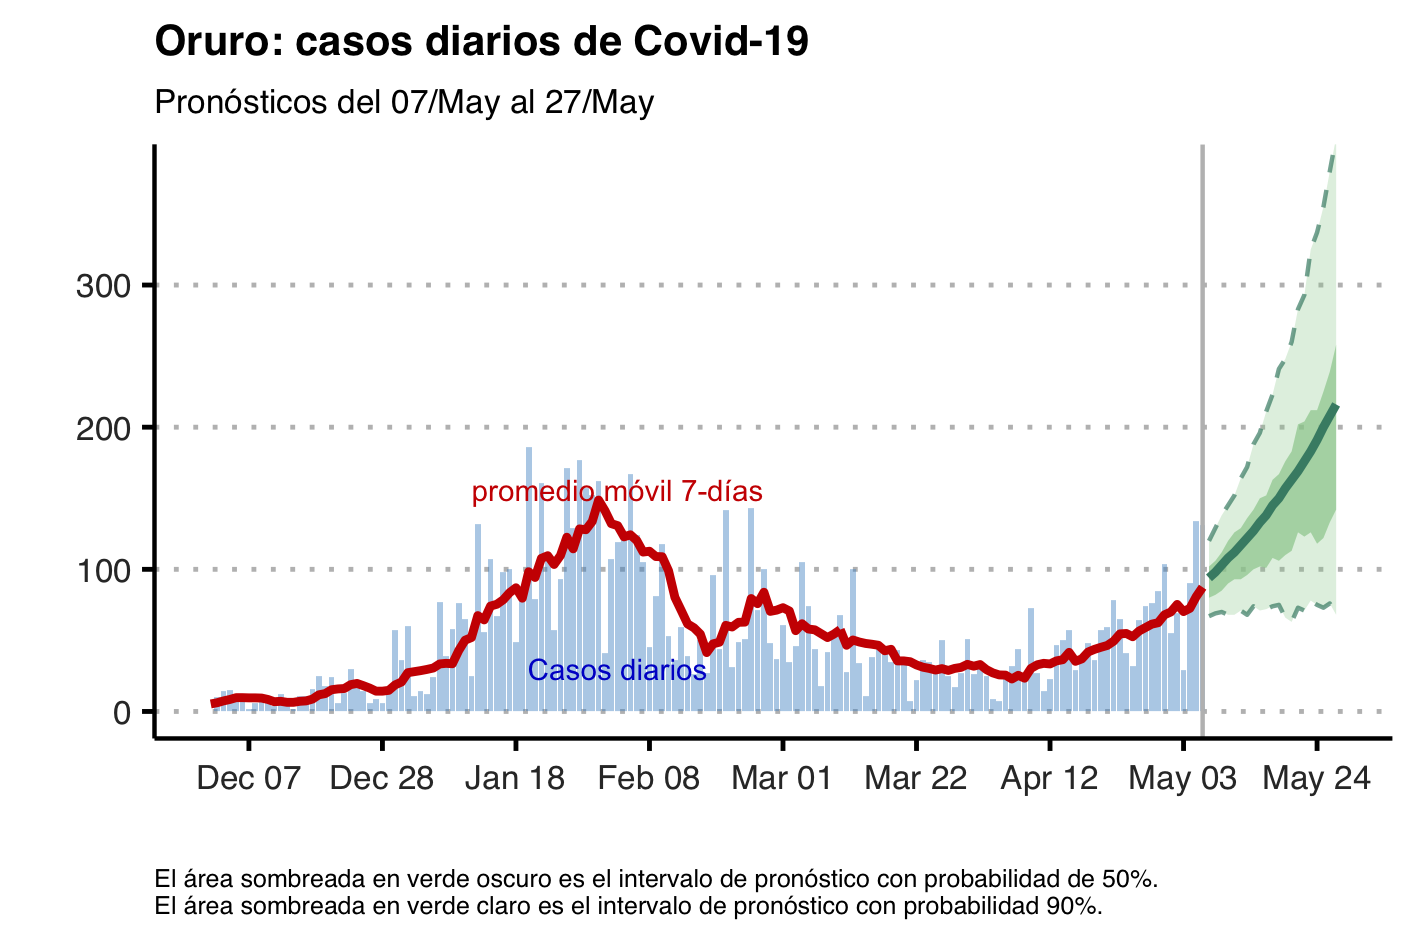 Oruro: casos diarios de Covid-19
Pronósticos del 07/May al 27/May
300
200
promedio móvil 7-días
100
Casos diarios
0
Dec 07 Dec 28 Jan 18 Feb 08 Mar 01 Mar 22 Apr 12 May 03 May 24
El área sombreada en verde oscuro es el intervalo de pronóstico con probabilidad de 50%.
El área sombreada en verde claro es el intervalo de pronóstico con probabilidad 90%.